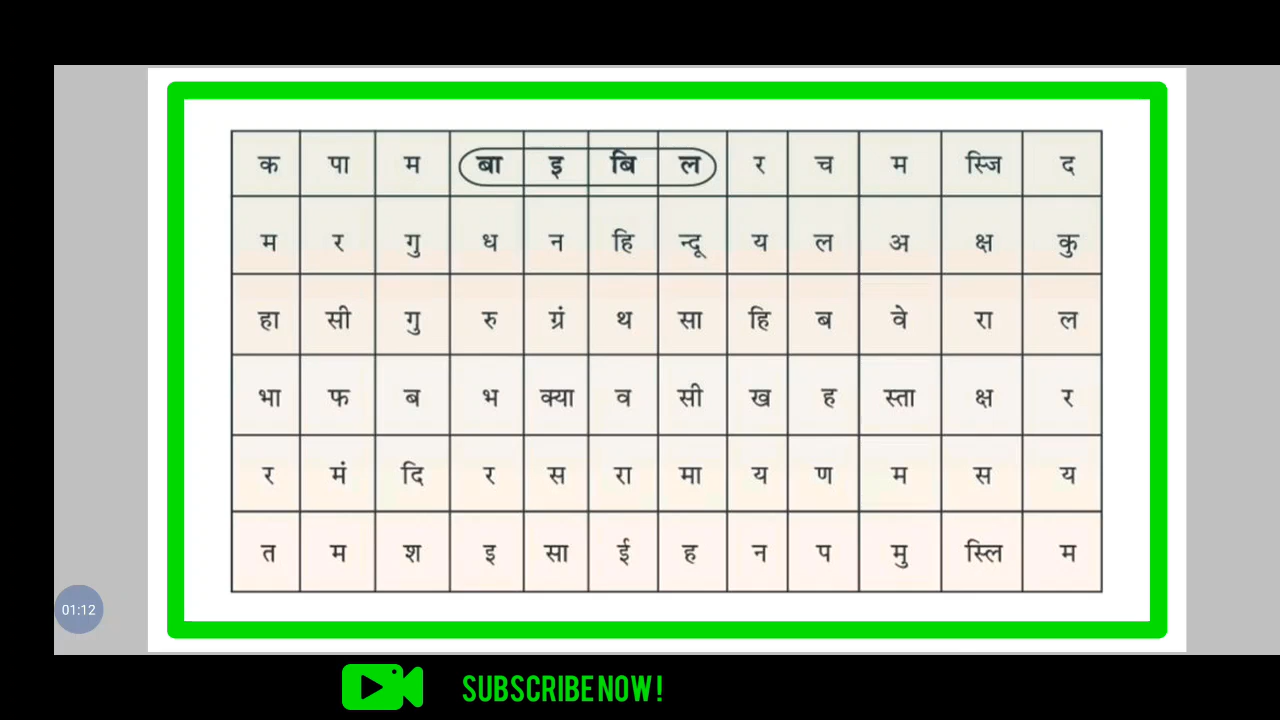 क पा म बा इ बि ल र च म स्जि द
म र गु ध न हि न्दू य ल अ क्ष कु
हा सी गु रु ग्रं थ सा हि ब वे रा ल
भा फ ब भ क्या व सी ख ह स्ता क्ष र
र मं दि र स रा मा य ण म स य
त म श इ सा ई ह न प मु स्लि म
01:12
SUBSCRIBE NOW!